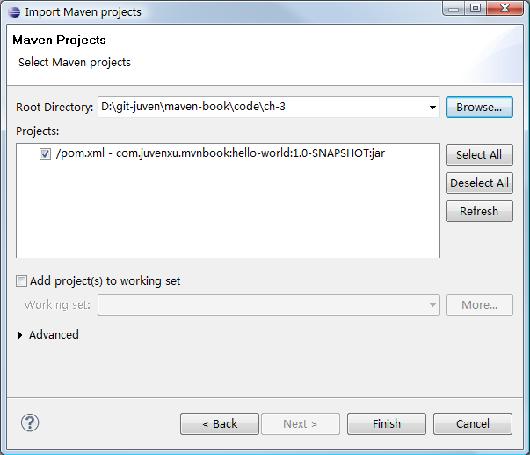 Import Maven projects
Maven Projects
Select Maven projects
Root Directory: D:\git-juven\maven-book\code\ch-3 Browse...
Projects:
/pom.xml - com.juvenxu.mvnbook:hello-world:1.0-SNAPSHOT:jar
Select All
Deselect All
Refresh
Add project(s) to working set
Working set: More...
Advanced
? < Back Next > Finish Cancel